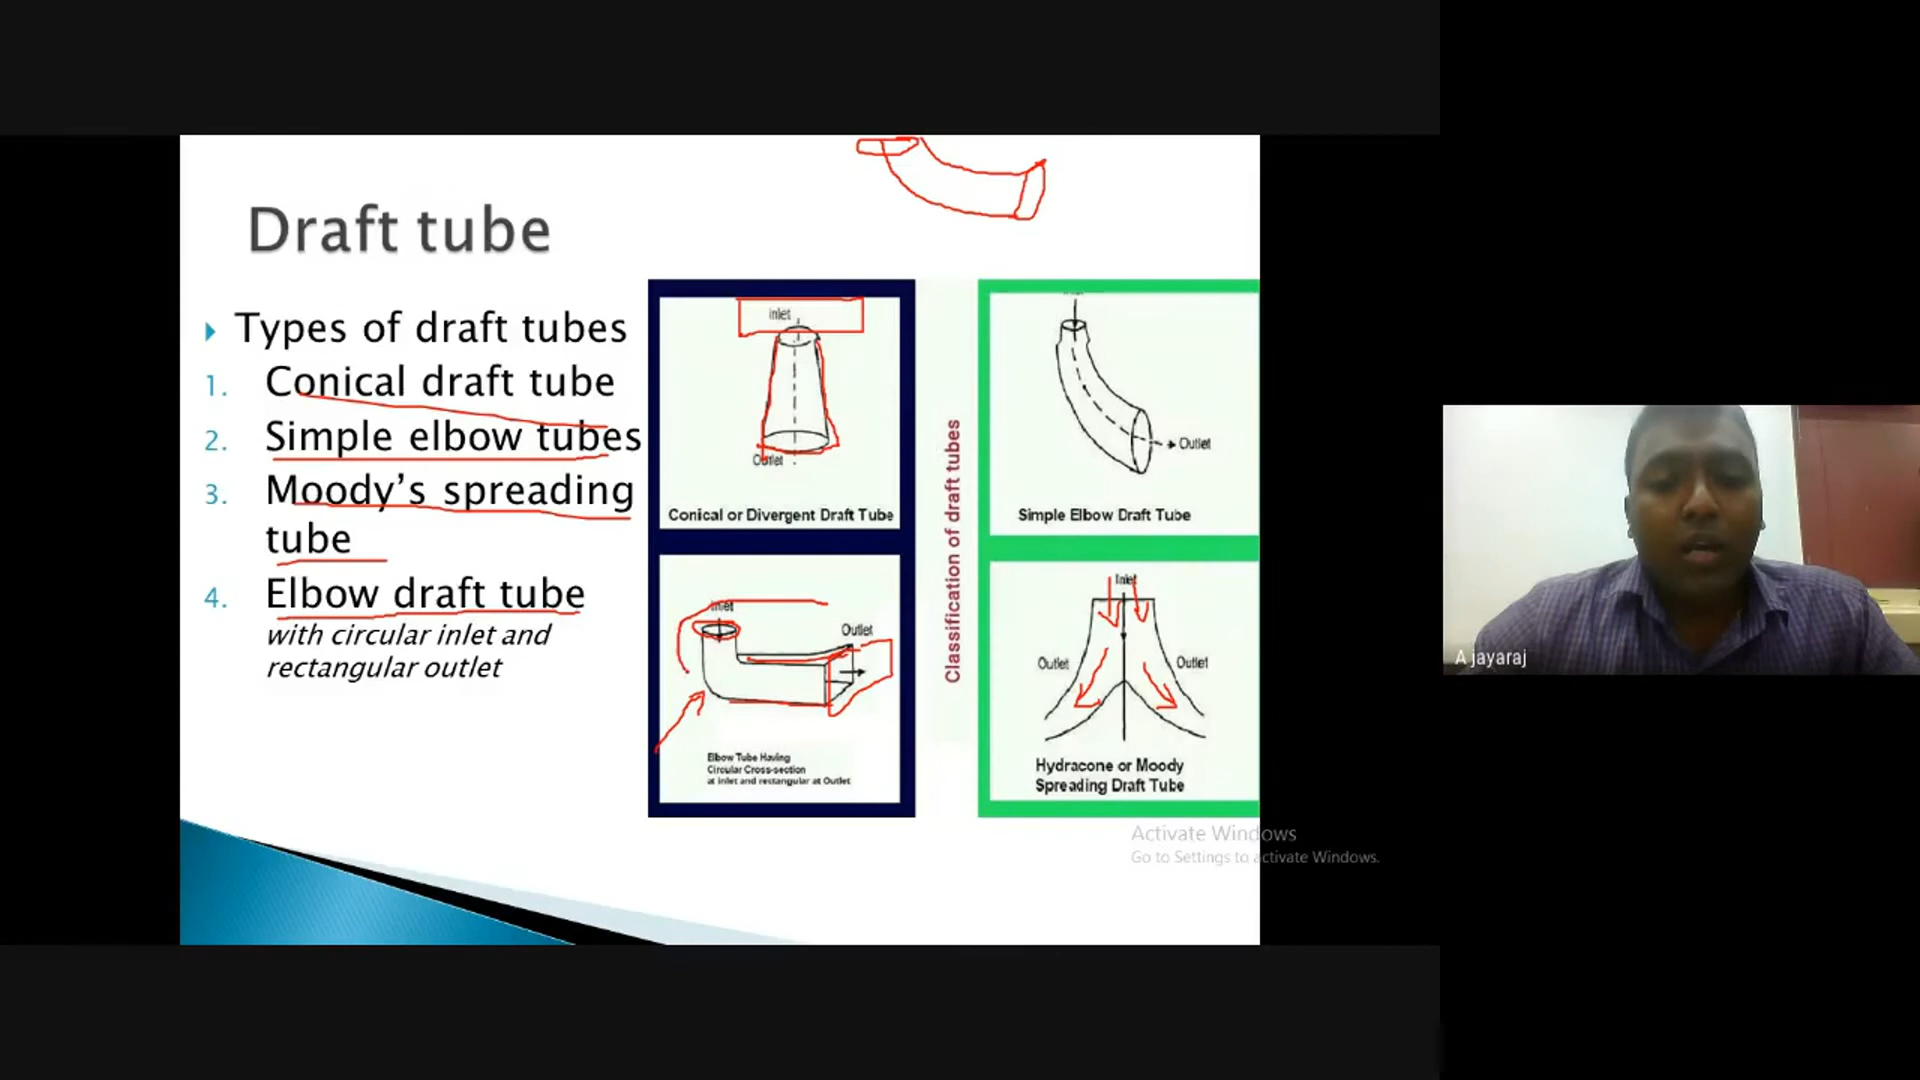 Draft tube
Types of draft tubes
1. Conical draft tube
2. Simple elbow tubes
3. Moody's spreading
tube
4. Elbow draft tube
with circular inlet and
rectangular outlet
inlet
Outlet
Conical or Divergent Draft Tube
Inlet
Outlet
Elbow Tube Having
Circular Cross-section
at inlet and rectangular at Outlet
Classification of draft tubes
Outlet
Simple Elbow Draft Tube
Inlet
Outlet
Outlet
Hydracone or Moody
Spreading Draft Tube
Activate Windows
Go to Settings to activate Windows.
A jayaraj